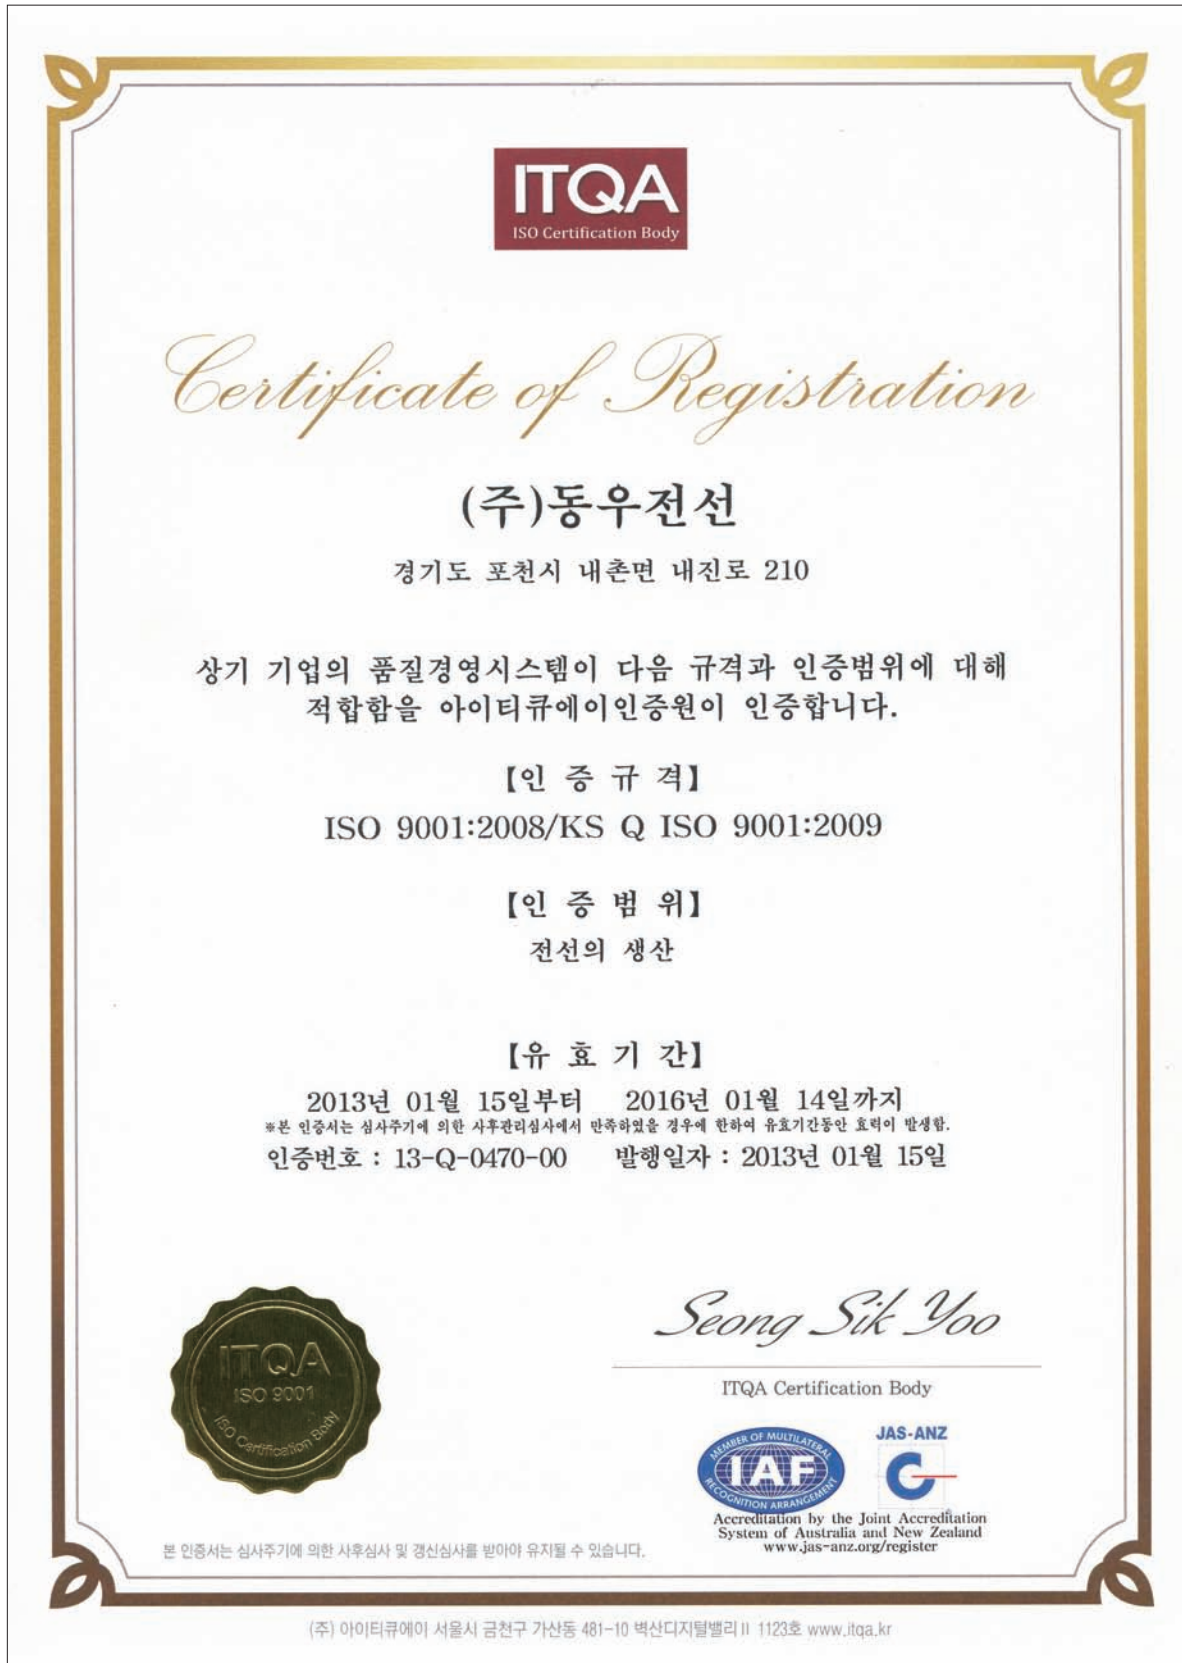 ITQA
ISO Certification Body
Certificate of Registration
(주)동우전선
경기도 포천시 내촌면 내진로 210
상기 기업의 품질경영시스템이 다음 규격과 인증범위에 대해
적합함을 아이티큐에이인증원이 인증합니다.
【인 증 규 격】
ISO 9001:2008/KS Q ISO 9001:2009
【인 증 범 위】
전선의 생산
【유 효 기 간】
2013년 01월 15일부터 2016년 01월 14일까지
※본 인증서는 심사주기에 의한 사후관리심사에서 만족하였을 경우에 한하여 유효기간동안 효력이 발생함.
인증번호 : 13-Q-0470-00 발행일자 : 2013년 01월 15일
Seong Sik Yoo
ITQA Certification Body
ITQA
ISO 9001
ISO Certification Body
MEMBER OF MULTILATERAL
IAF
RECOGNITION ARRANGEMENT
JAS-ANZ
Accreditation by the Joint Accreditation
System of Australia and New Zealand
www.jas-anz.org/register
본 인증서는 심사주기에 의한 사후심사 및 갱신심사를 받아야 유지될 수 있습니다.
(주) 아이티큐에이 서울시 금천구 가산동 481-10 벽산디지털밸리 II 1123호 www.itqa.kr